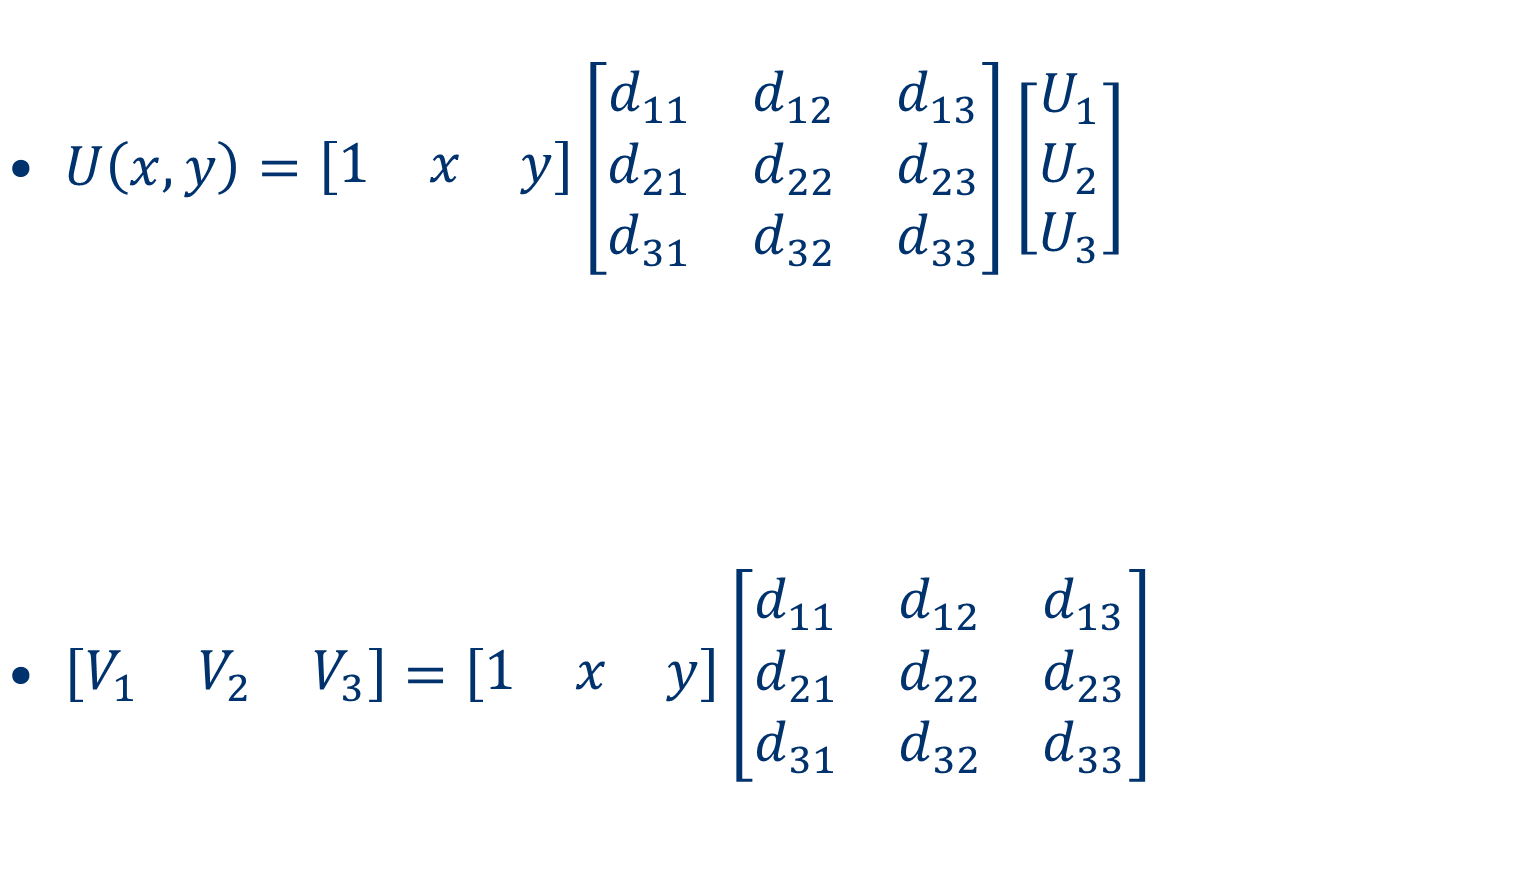 • U(x, y) = [1 x y] [d₁₁ d₁₂ d₁₃; d₂₁ d₂₂ d₂₃; d₃₁ d₃₂ d₃₃] [U₁; U₂; U₃]
• [V₁ V₂ V₃] = [1 x y] [d₁₁ d₁₂ d₁₃; d₂₁ d₂₂ d₂₃; d₃₁ d₃₂ d₃₃]